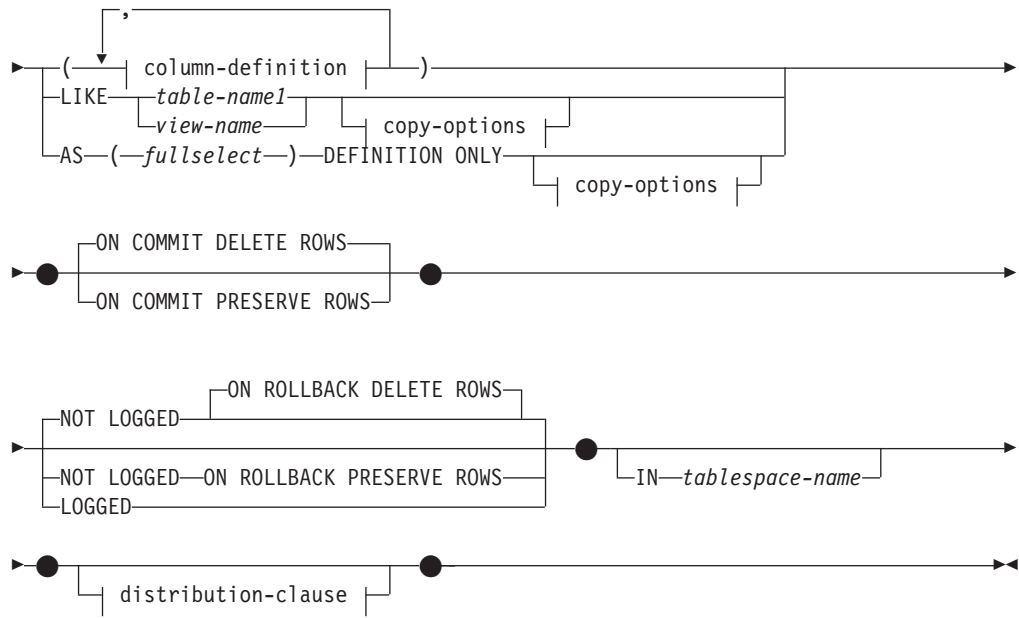 ,
( column-definition )
LIKE table-name1
view-name copy-options
AS ( fullselect ) DEFINITION ONLY
copy-options
ON COMMIT DELETE ROWS
ON COMMIT PRESERVE ROWS
ON ROLLBACK DELETE ROWS
NOT LOGGED
NOT LOGGED ON ROLLBACK PRESERVE ROWS
IN tablespace-name
LOGGED
distribution-clause